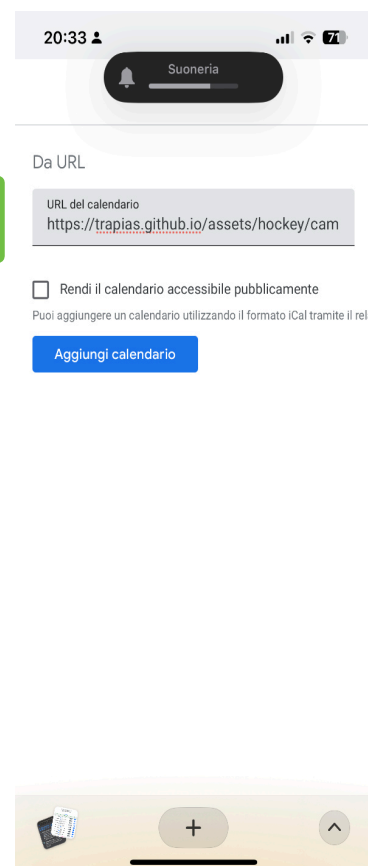 20:33
71
Suoneria
Da URL
URL del calendario
https://trapias.github.io/assets/hockey/cam
Rendi il calendario accessibile pubblicamente
Puoi aggiungere un calendario utilizzando il formato iCal tramite il rel
Aggiungi calendario
+